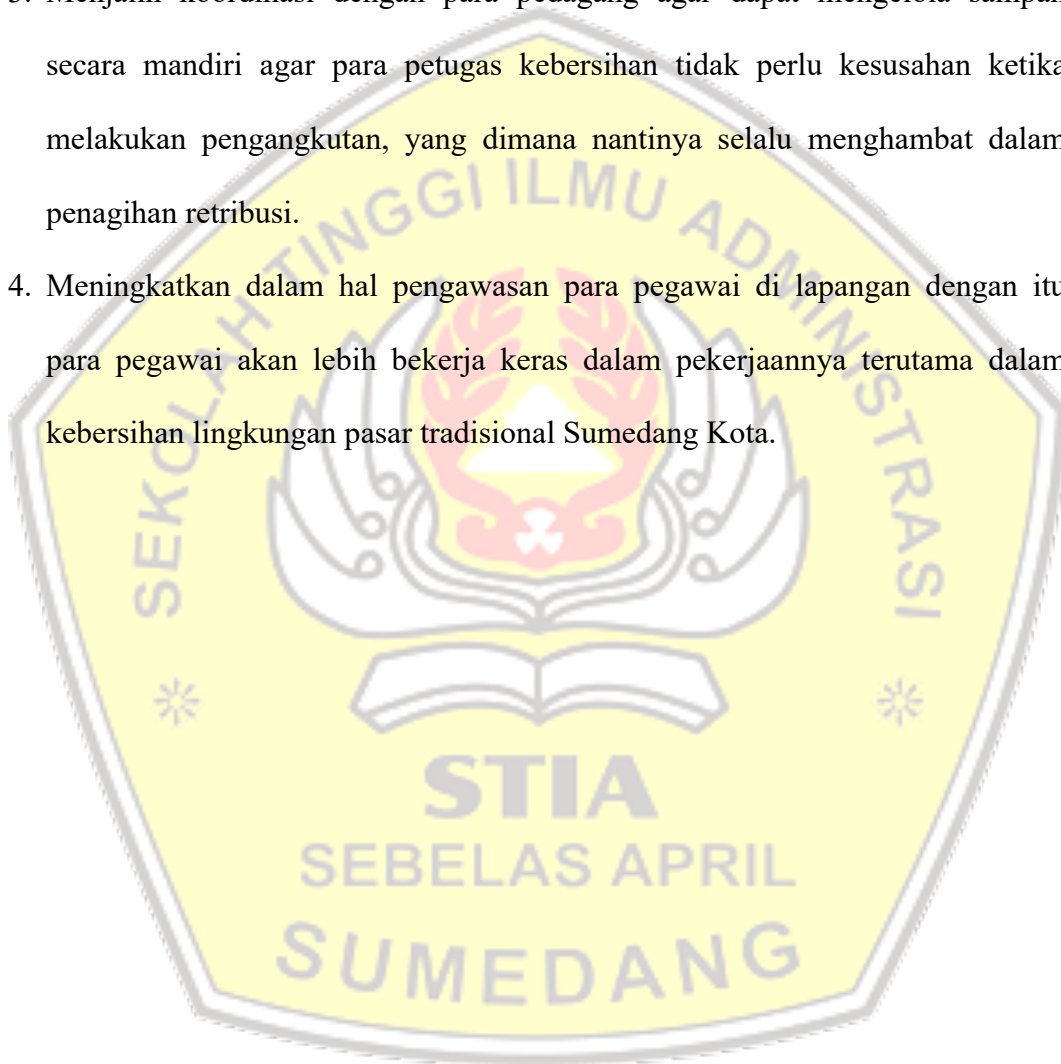 3. Menjalin koordinasi dengan para pedagang agar dapat mengelola sampah
secara mandiri agar para petugas kebersihan tidak perlu kesusahan ketika
melakukan pengangkutan, yang dimana nantinya selalu menghambat dalam
penagihan retribusi.
4. Meningkatkan dalam hal pengawasan para pegawai di lapangan dengan itu
para pegawai akan lebih bekerja keras dalam pekerjaannya terutama dalam
kebersihan lingkungan pasar tradisional Sumedang Kota.
SEKOLAH TINGGI ILMU ADMINISTRASI
STIA
SEBELAS APRIL
SUMEDANG